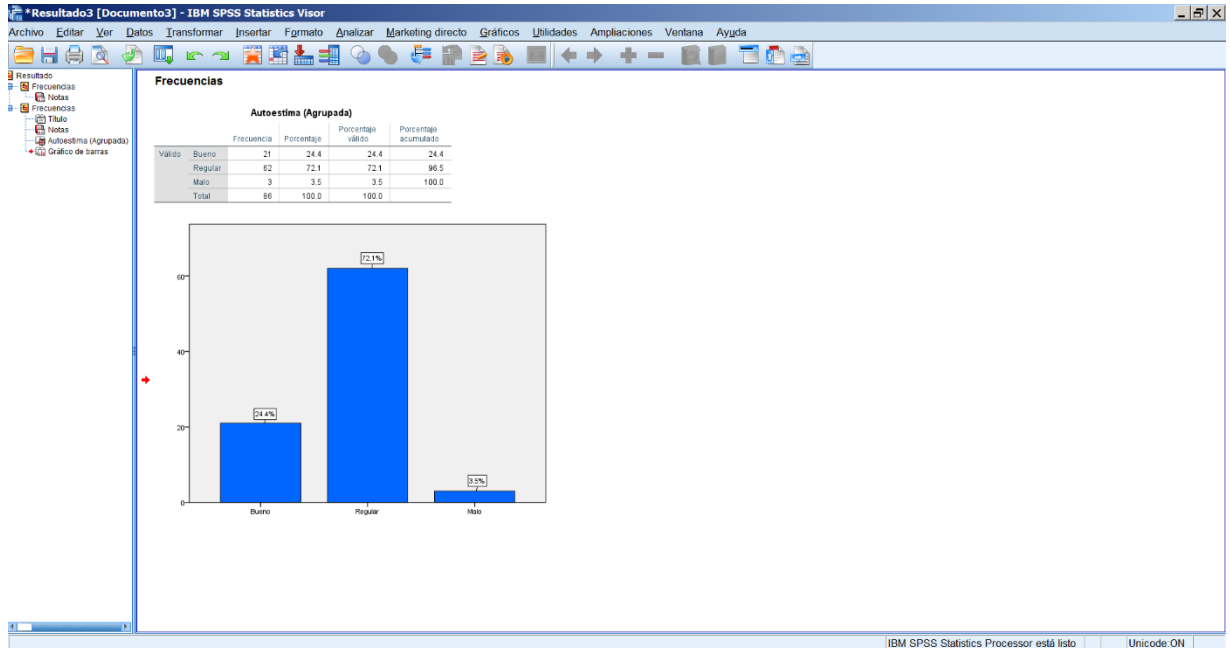 *Resultado3 [Documento3] - IBM SPSS Statistics Visor
Archivo Editar Ver Datos Transformar Insertar Formato Analizar Marketing directo Gráficos Utilidades Ampliaciones Ventana Ayuda
Resultado
Frecuencias
Notas
Frecuencias
Título
Notas
Autoestima (Agrupada)
Gráfico de barras
Frecuencias
Autoestima (Agrupada)
Frecuencia Porcentaje Porcentaje válido Porcentaje acumulado
Válido Bueno 21 24.4 24.4 24.4
Regular 62 72.1 72.1 96.5
Malo 3 3.5 3.5 100.0
Total 86 100.0 100.0
72.1%
60
40
24.4%
20
3.5%
0
Bueno Regular Malo
IBM SPSS Statistics Processor está listo Unicode:ON